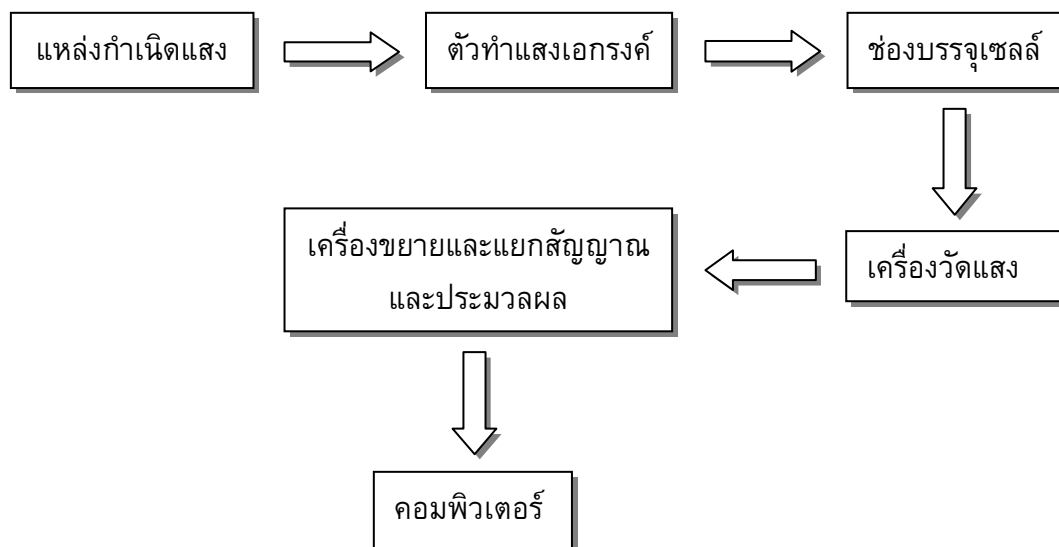 แหล่งกำเนิดแสง
ตัวทำแสงเอกรงค์
ช่องบรรจุเซลล์
เครื่องวัดแสง
เครื่องขยายและแยกสัญญาณ
และประมวลผล
คอมพิวเตอร์